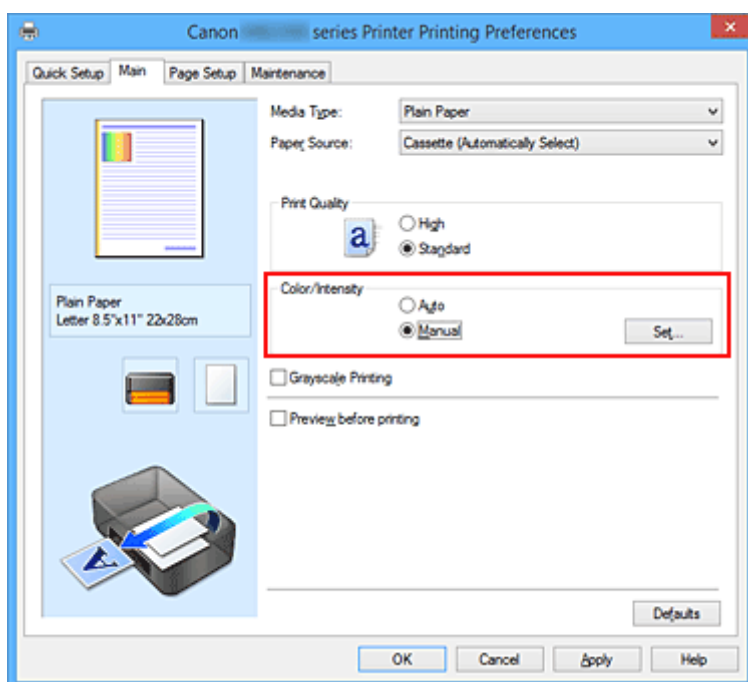 Canon series Printer Printing Preferences
Quick Setup Main Page Setup Maintenance
Media Type: Plain Paper
Paper Source: Cassette (Automatically Select)
Print Quality
a
High
Standard
Color/Intensity
Auto
Manual
Set...
Plain Paper
Letter 8.5"x11" 22x28cm
Grayscale Printing
Preview before printing
A
Defaults
OK Cancel Apply Help